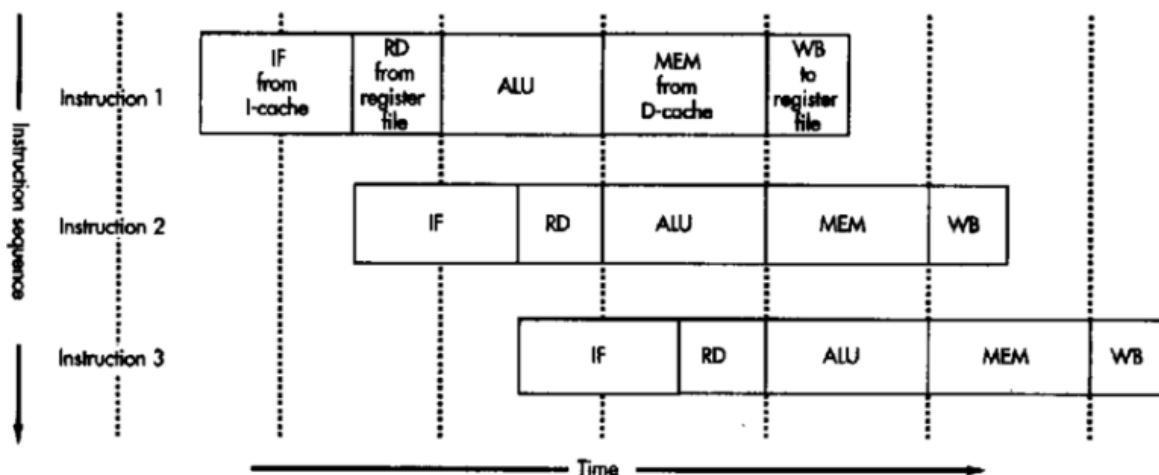 Instruction sequence
Instruction 1
IF
from
I-cache
RD
from
register
file
ALU
MEM
from
D-cache
WB
to
register
file
Instruction 2
IF
RD
ALU
MEM
WB
Instruction 3
IF
RD
ALU
MEM
WB
Time